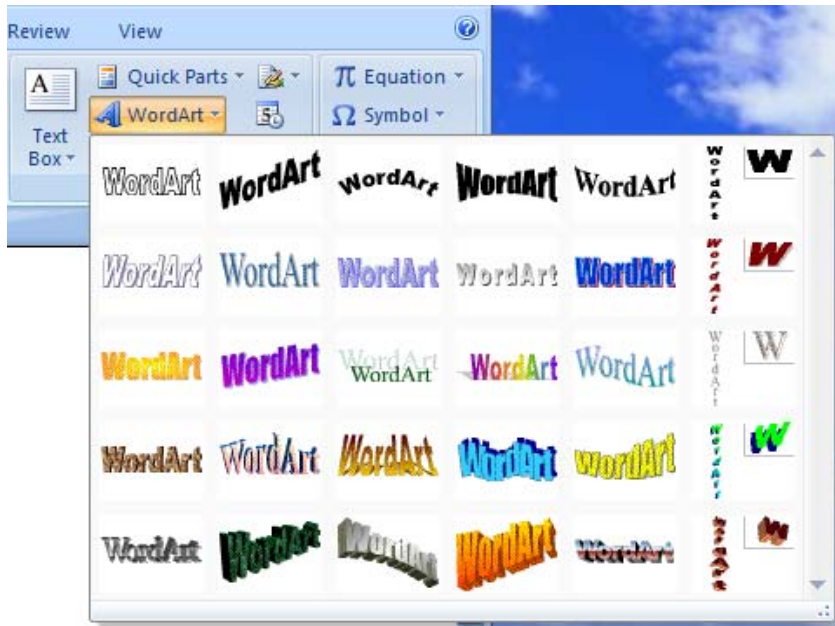 Review View
Quick Parts
π Equation
A
WordArt
Ω Symbol
Text
Box
WordArt WordArt WordArt WordArt WordArt WordArt W
WordArt WordArt WordArt WordArt WordArt WordArt W
WordArt WordArt WordArt WordArt WordArt WordArt WordArt W
WordArt WordArt WordArt WordArt WordArt WordArt W
WordArt WordArt WordArt WordArt WordArt WordArt W